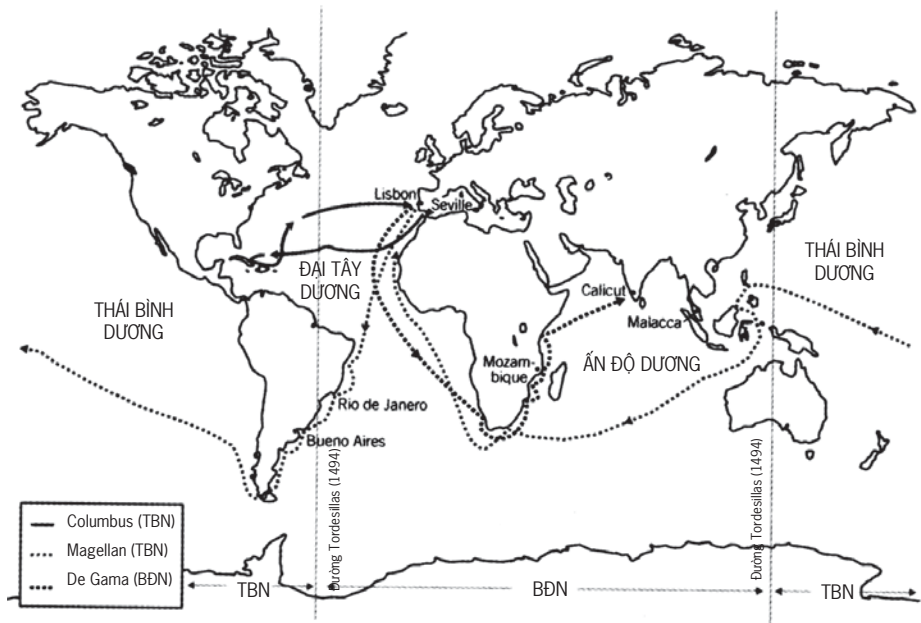 Lisbon
Seville
ĐẠI TÂY
DƯƠNG
THÁI BÌNH
DƯƠNG
THÁI BÌNH
DƯƠNG
Calicut
Malacca
Mozam-
bique
ẤN ĐỘ DƯƠNG
Rio de Janero
Bueno Aires
Đường Tordesillas (1494)
Đường Tordesillas (1494)
Columbus (TBN)
Magellan (TBN)
De Gama (BĐN)
TBN
BĐN
TBN